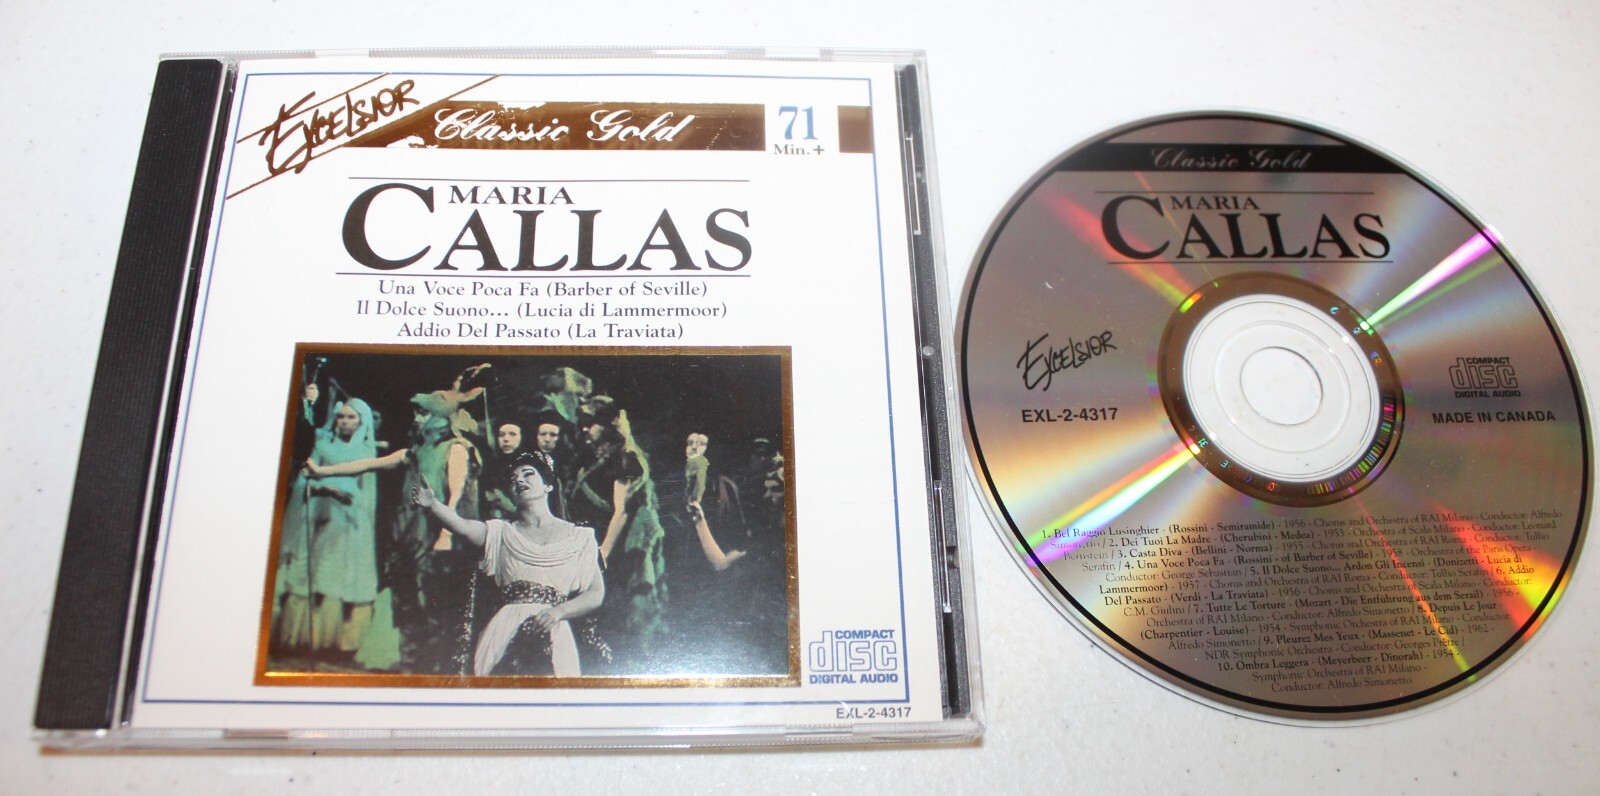 EXCELSIOR
Classic Gold
71
Min.+
MARIA
CALLAS
Una Voce Poca Fa (Barber of Seville)
Il Dolce Suono... (Lucia di Lammermoor)
Addio Del Passato (La Traviata)
COMPACT
disc
DIGITAL AUDIO
EXL-2-4317
Classic Gold
MARIA
CALLAS
EXCELSIOR
EXL-2-4317
COMPACT
disc
DIGITAL AUDIO
MADE IN CANADA
1. Bel Raggio Lusinghier - (Rossini - Semiramide) - 1956 - Chorus and Orchestra of RAI Milano - Conductor: Alfredo
Simonetto / 2. Dei Tuoi La Madre - (Cherubini - Medea) - 1953 - Orchestra of Scala Milano - Conductor: Leonard
Bernstein / 3. Casta Diva - (Bellini - Norma) - 1955 - Chorus and Orchestra of RAI Roma - Conductor: Tullio
Serafin / 4. Una Voce Poca Fa - (Rossini - of Barber of Seville) - 1958 - Orchestra of the Paris Opera -
Conductor: George Sebastian / 5. Il Dolce Suono... Ardon Gli Incensi - (Donizetti - Lucia di
Lammermoor) - 1957 - Chorus and Orchestra of RAI Roma - Conductor: Tullio Serafin / 6. Addio
Del Passato - (Verdi - La Traviata) - 1956 - Chorus and Orchestra of Scala Milano - Conductor:
C.M. Giulini / 7. Tutte Le Torture - (Mozart - Die Entführung aus dem Serail) - 1956 -
Orchestra of RAI Milano - Conductor: Alfredo Simonetto / 8. Depuis Le Jour -
(Charpentier - Louise) - 1954 - Symphonic Orchestra of RAI Milano - Conductor:
Alfredo Simonetto / 9. Pleurez Mes Yeux - (Massenet - Le Cid) - 1962 -
NDR Symphonic Orchestra - Conductor: Georges Prêtre /
10. Ombra Leggera - (Meyerbeer - Dinorah) - 1954 -
Symphonic Orchestra of RAI Milano -
Conductor: Alfredo Simonetto